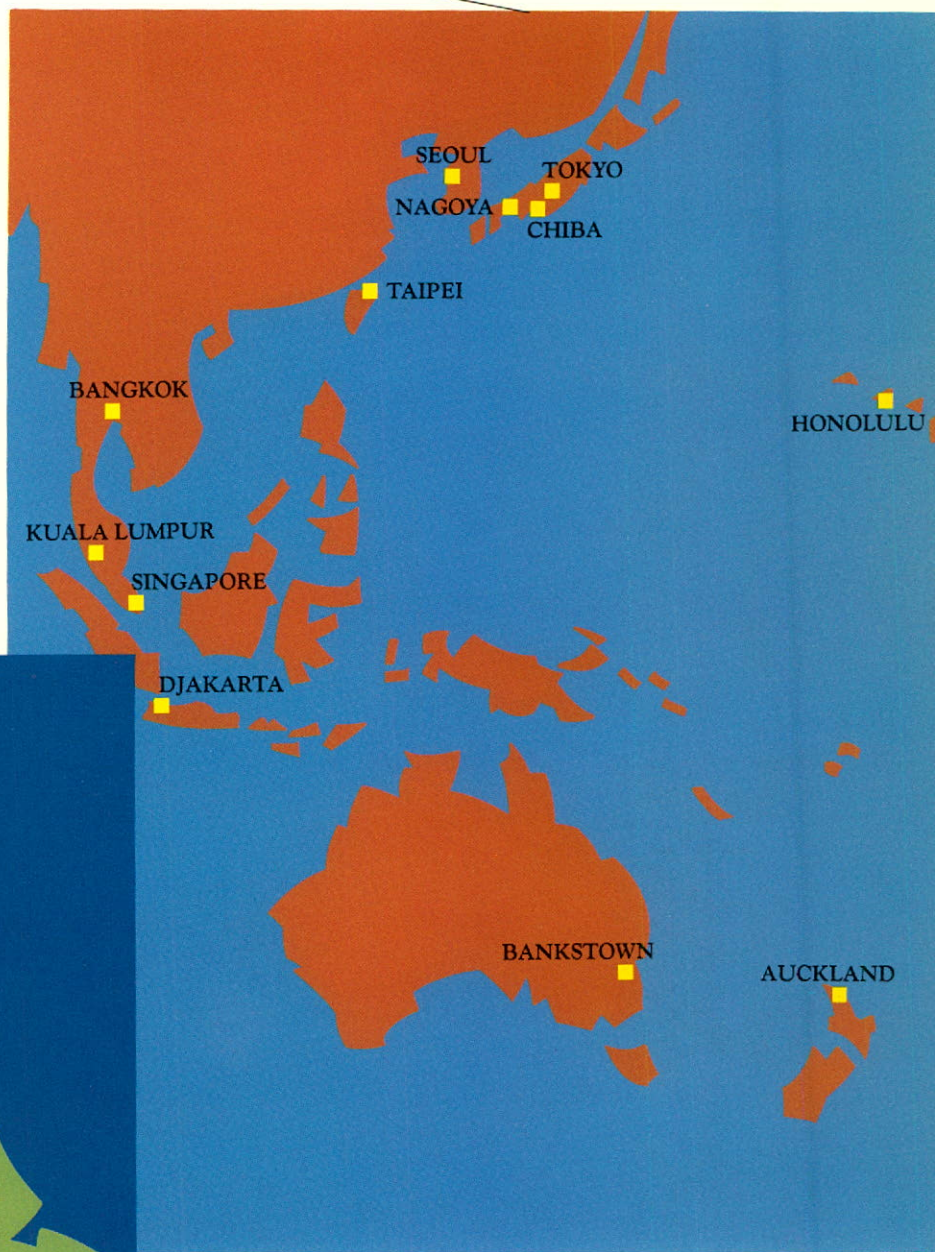 SEOUL
TOKYO
NAGOYA
CHIBA
TAIPEI
BANGKOK
HONOLULU
KUALA LUMPUR
SINGAPORE
DJAKARTA
BANKSTOWN
AUCKLAND